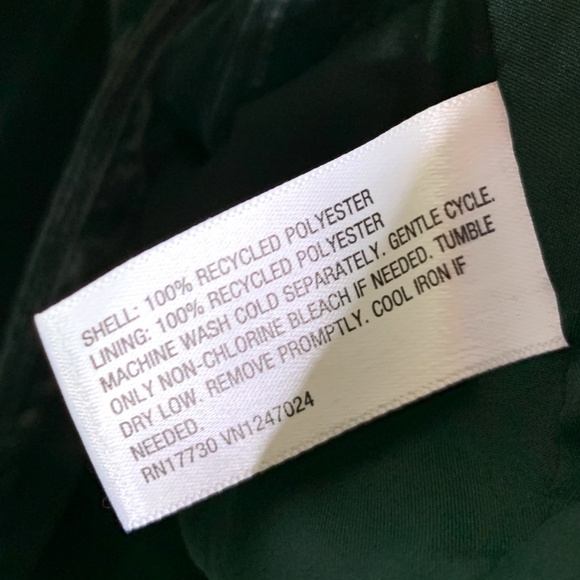 SHELL: 100% RECYCLED POLYESTER
LINING: 100% RECYCLED POLYESTER
MACHINE WASH COLD SEPARATELY. GENTLE CYCLE.
ONLY NON-CHLORINE BLEACH IF NEEDED. TUMBLE
DRY LOW. REMOVE PROMPTLY. COOL IRON IF
NEEDED.
RN17730 VN1247024